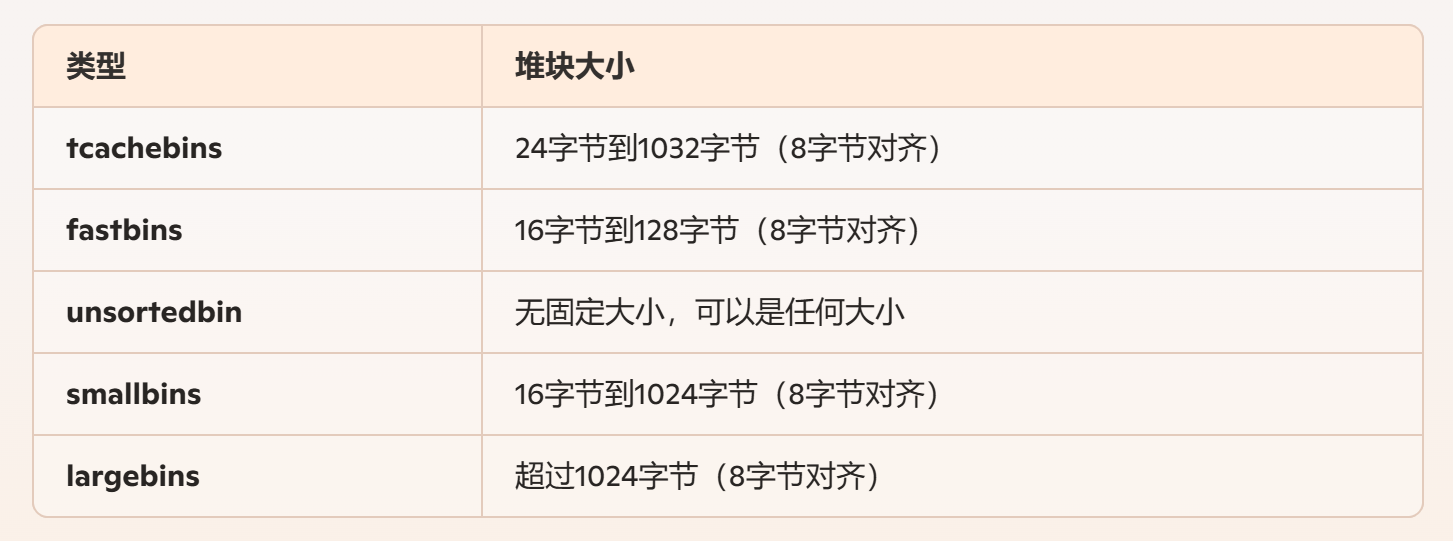 类型 堆块大小
tcachebins 24字节到1032字节（8字节对齐）
fastbins 16字节到128字节（8字节对齐）
unsortedbin 无固定大小，可以是任何大小
smallbins 16字节到1024字节（8字节对齐）
largebins 超过1024字节（8字节对齐）